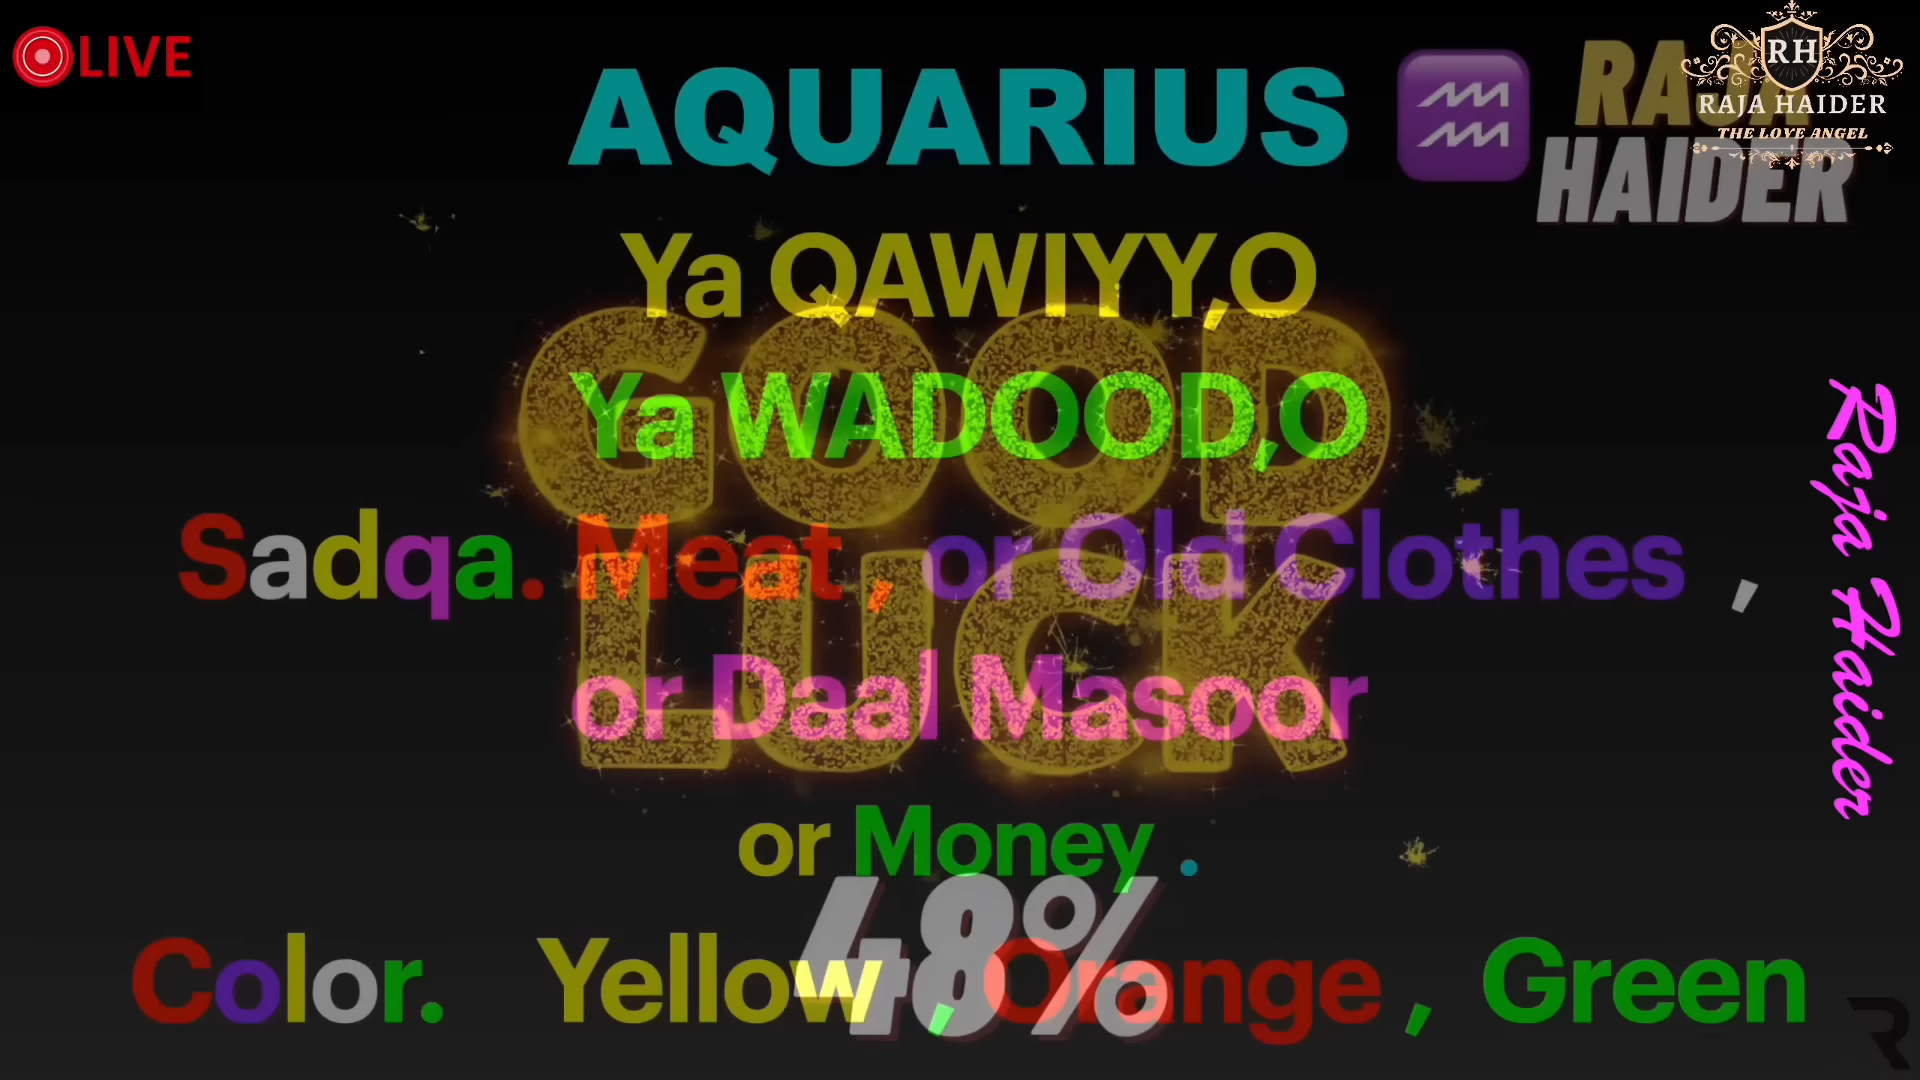 LIVE
AQUARIUS ♒
RAJA
HAIDER
RH
RAJA HAIDER
THE LOVE ANGEL
Ya QAWIYY,O
GOOD
Ya WADOOD,O
Sadqa. Meat , or Old Clothes ,
LUCK
or Daal Masoor
or Money .
48%
Color. Yellow , Orange , Green
Raja Haider
R